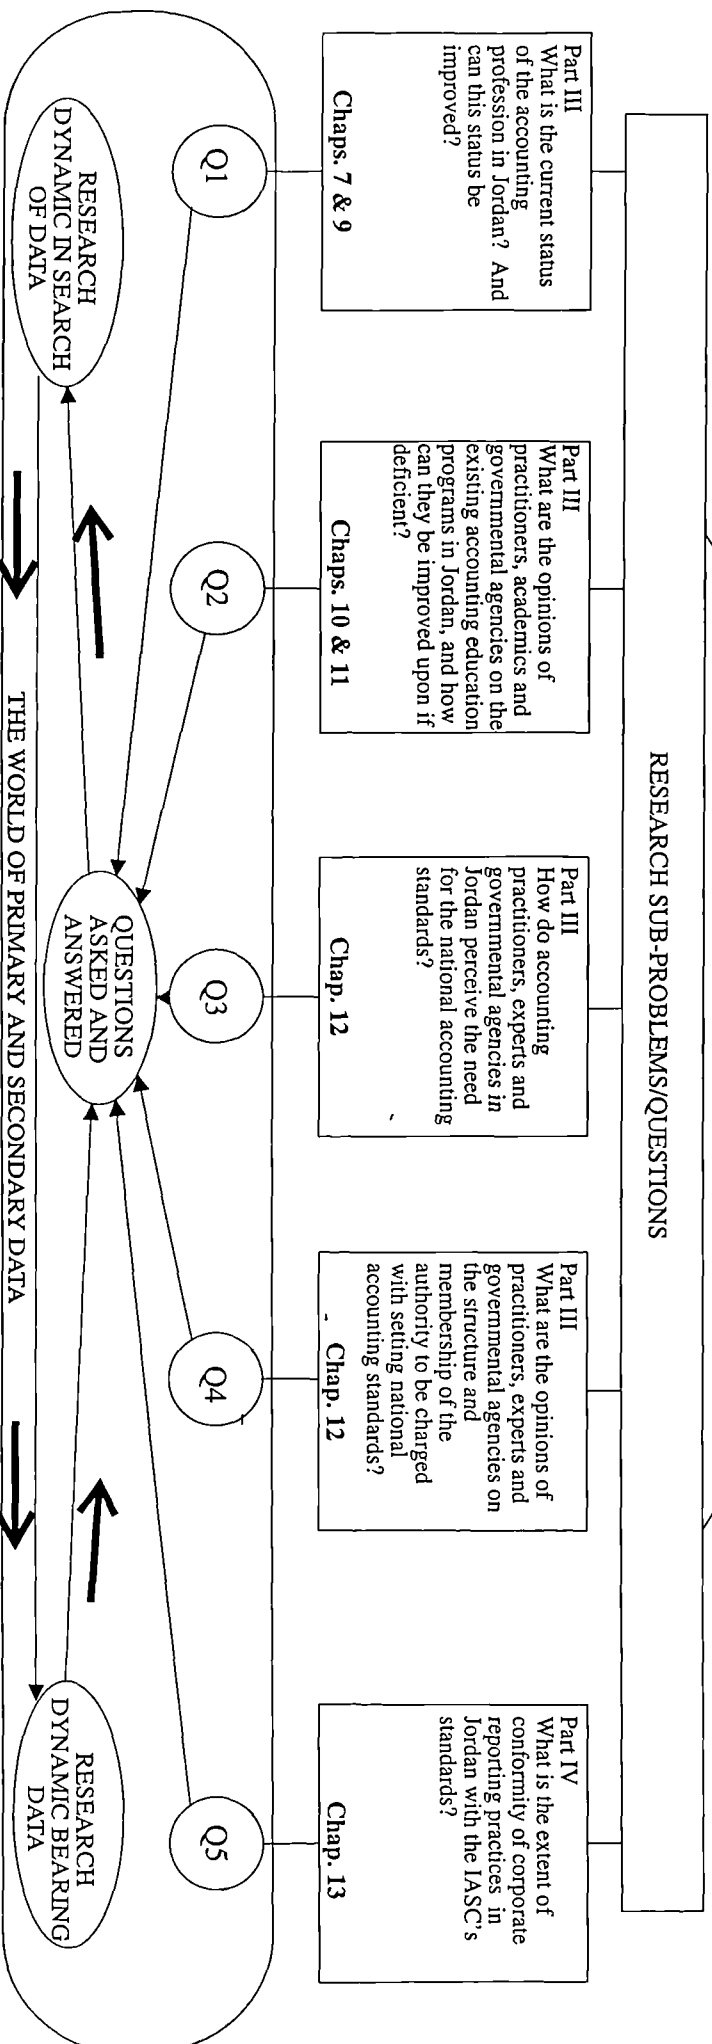 RESEARCH SUB-PROBLEMS/QUESTIONS
Part III
What is the current status
of the accounting
profession in Jordan? And
can this status be
improved?
Chaps. 7 & 9
Part III
What are the opinions of
practitioners, academics and
governmental agencies on the
existing accounting education
programs in Jordan, and how
can they be improved upon if
deficient?
Chaps. 10 & 11
Part III
How do accounting
practitioners, experts and
governmental agencies in
Jordan perceive the need
for the national accounting
standards?
Chap. 12
Part III
What are the opinions of
practitioners, experts and
governmental agencies on
the structure and
membership of the
authority to be charged
with setting national
accounting standards?
Chap. 12
Part IV
What is the extent of
conformity of corporate
reporting practices in
Jordan with the IASC's
standards?
Chap. 13
Q1
Q2
Q3
Q4
Q5
RESEARCH
DYNAMIC IN SEARCH
OF DATA
QUESTIONS
ASKED AND
ANSWERED
RESEARCH
DYNAMIC BEARING
DATA
THE WORLD OF PRIMARY AND SECONDARY DATA